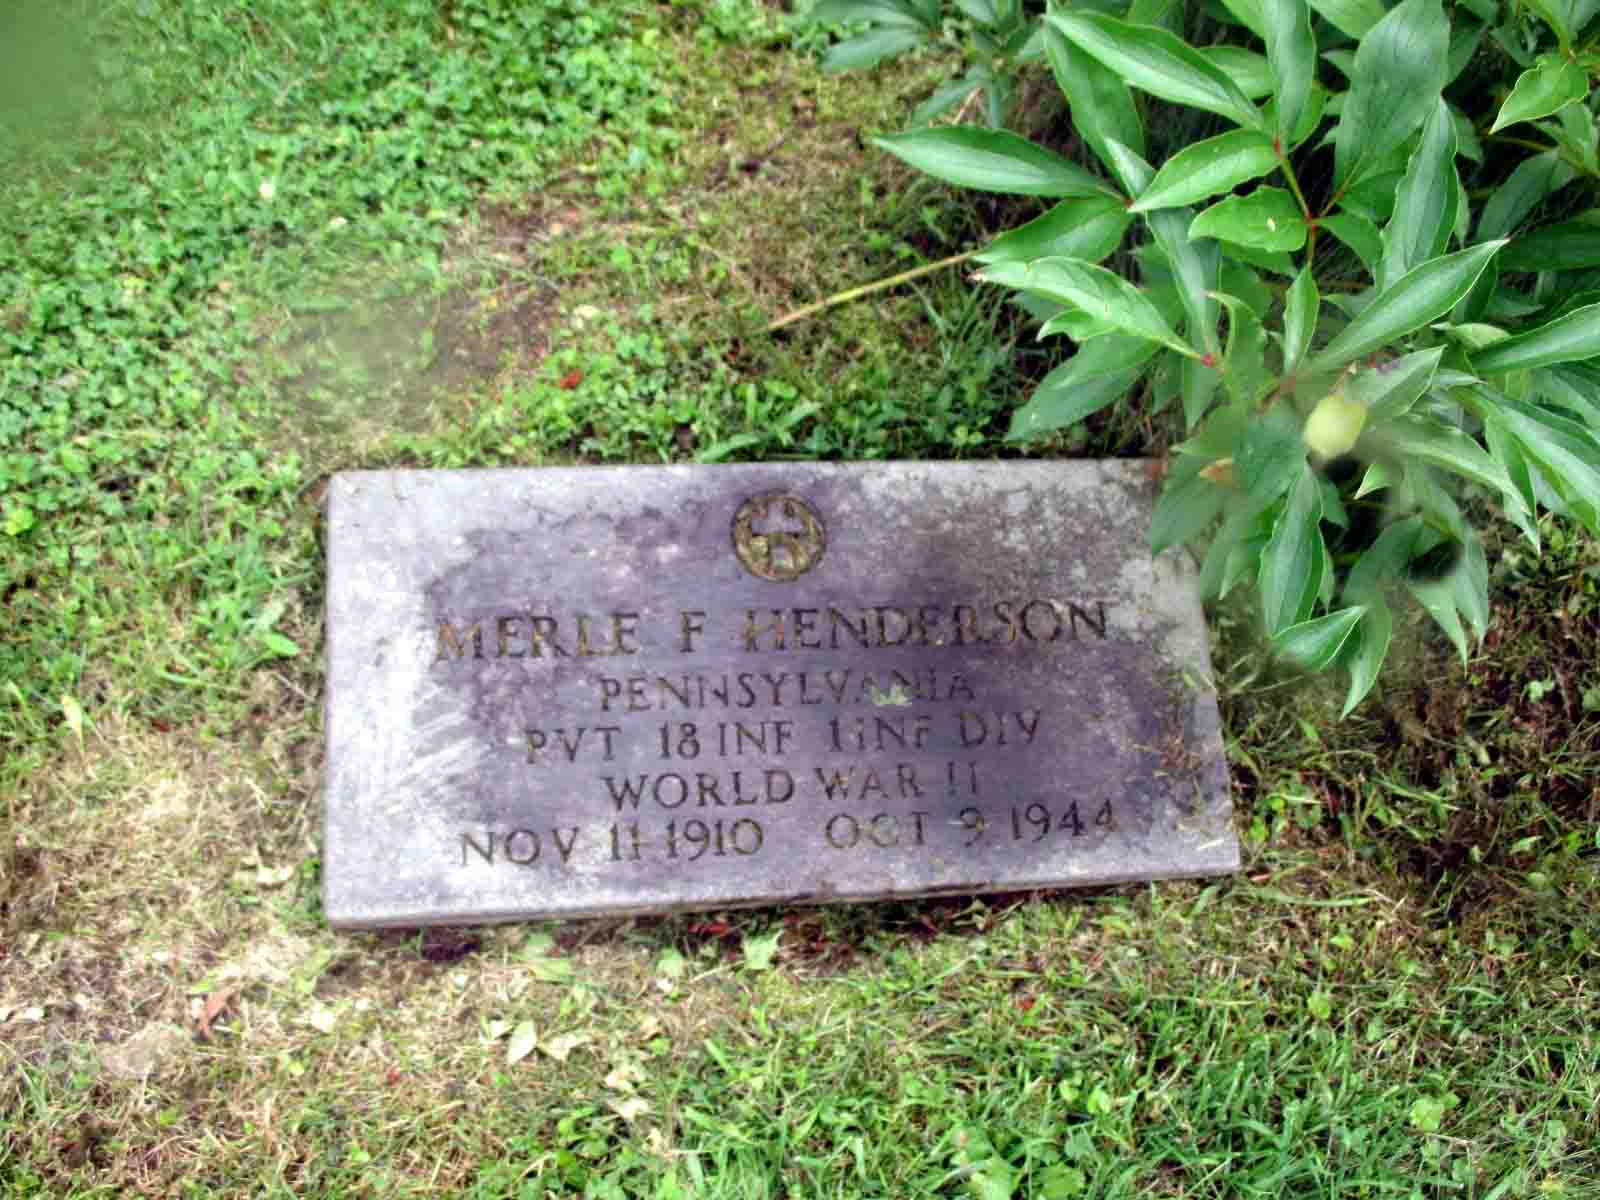 MERLE F HENDERSON
PENNSYLVANIA
PVT 18 INF 1 INF DIV
WORLD WAR II
NOV 11 1910 OCT 9 1944